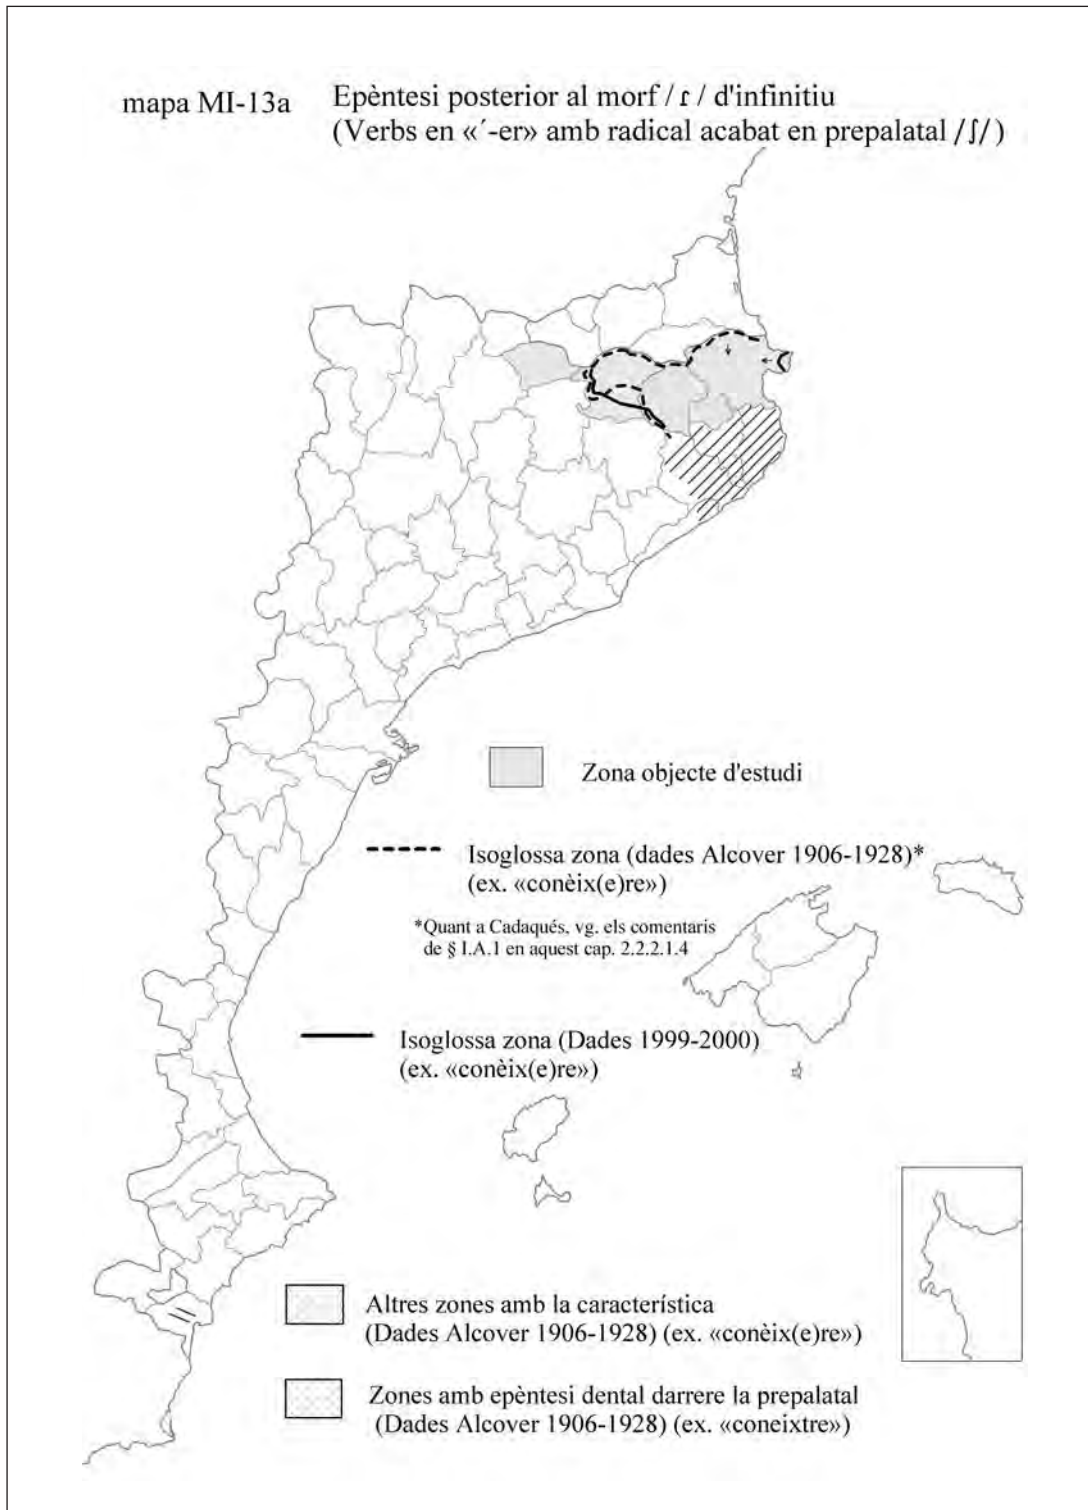 mapa MI-13a
Epèntesi posterior al morf / ɾ / d'infinitiu
(Verbs en «´-er» amb radical acabat en prepalatal /ʃ/ )
Zona objecte d'estudi
Isoglossa zona (dades Alcover 1906-1928)*
(ex. «conèix(e)re»)
*Quant a Cadaqués, vg. els comentaris
de § I.A.1 en aquest cap. 2.2.2.1.4
Isoglossa zona (Dades 1999-2000)
(ex. «conèix(e)re»)
Altres zones amb la característica
(Dades Alcover 1906-1928) (ex. «conèix(e)re»)
Zones amb epèntesi dental darrere la prepalatal
(Dades Alcover 1906-1928) (ex. «coneixtre»)